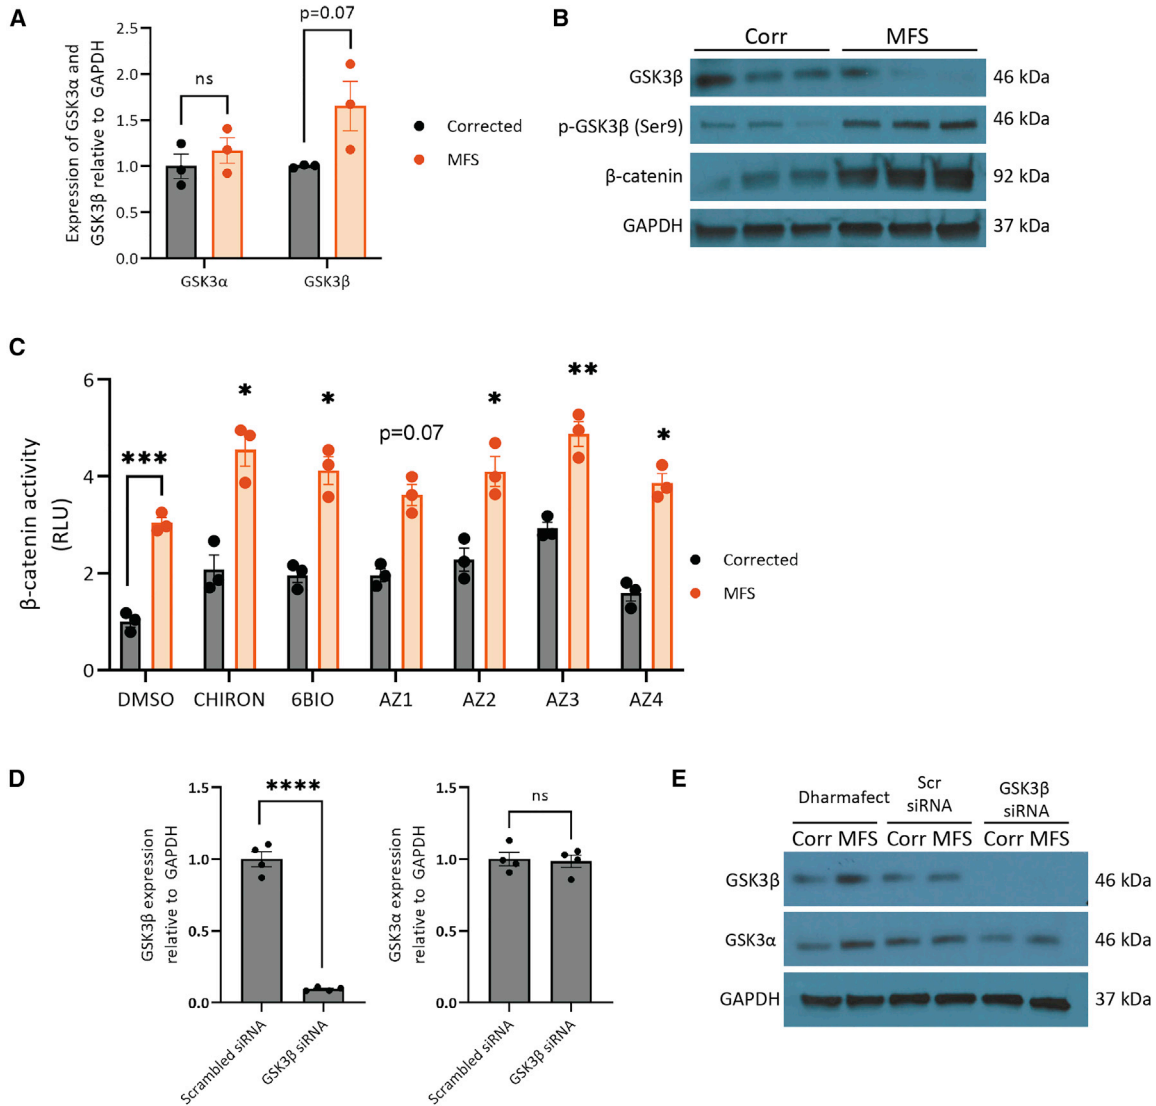 A
Expression of GSK3α and
GSK3β relative to GAPDH
2.5
2.0
1.5
1.0
0.5
0.0
ns
p=0.07
GSK3α
GSK3β
Corrected
MFS
B
Corr
MFS
GSK3β
46 kDa
p-GSK3β (Ser9)
46 kDa
β-catenin
92 kDa
GAPDH
37 kDa
C
β-catenin activity
(RLU)
6
4
2
0
***
*
*
p=0.07
*
**
*
DMSO
CHIRON
6BIO
AZ1
AZ2
AZ3
AZ4
Corrected
MFS
D
GSK3β expression
relative to GAPDH
1.5
1.0
0.5
0.0
****
Scrambled siRNA
GSK3β siRNA
GSK3α expression
relative to GAPDH
1.5
1.0
0.5
0.0
ns
Scrambled siRNA
GSK3β siRNA
E
Dharmafect
Scr
siRNA
GSK3β
siRNA
Corr MFS Corr MFS Corr MFS
GSK3β
46 kDa
GSK3α
46 kDa
GAPDH
37 kDa